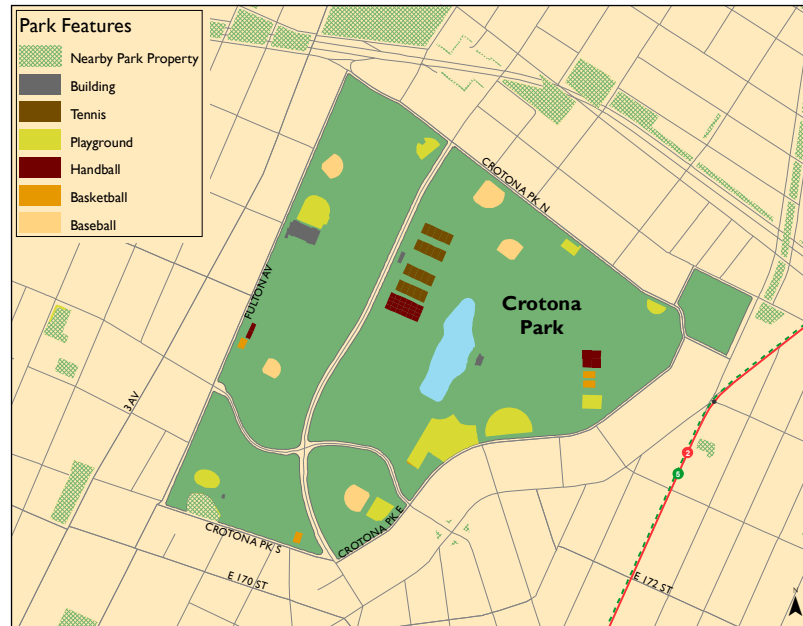 Park Features
Nearby Park Property
Building
Tennis
Playground
Handball
Basketball
Baseball
CROTONA PK N
Crotona
Park
FULTON AV
3 AV
2
5
CROTONA PK S
CROTONA PK E
E 170 ST
E 172 ST
N